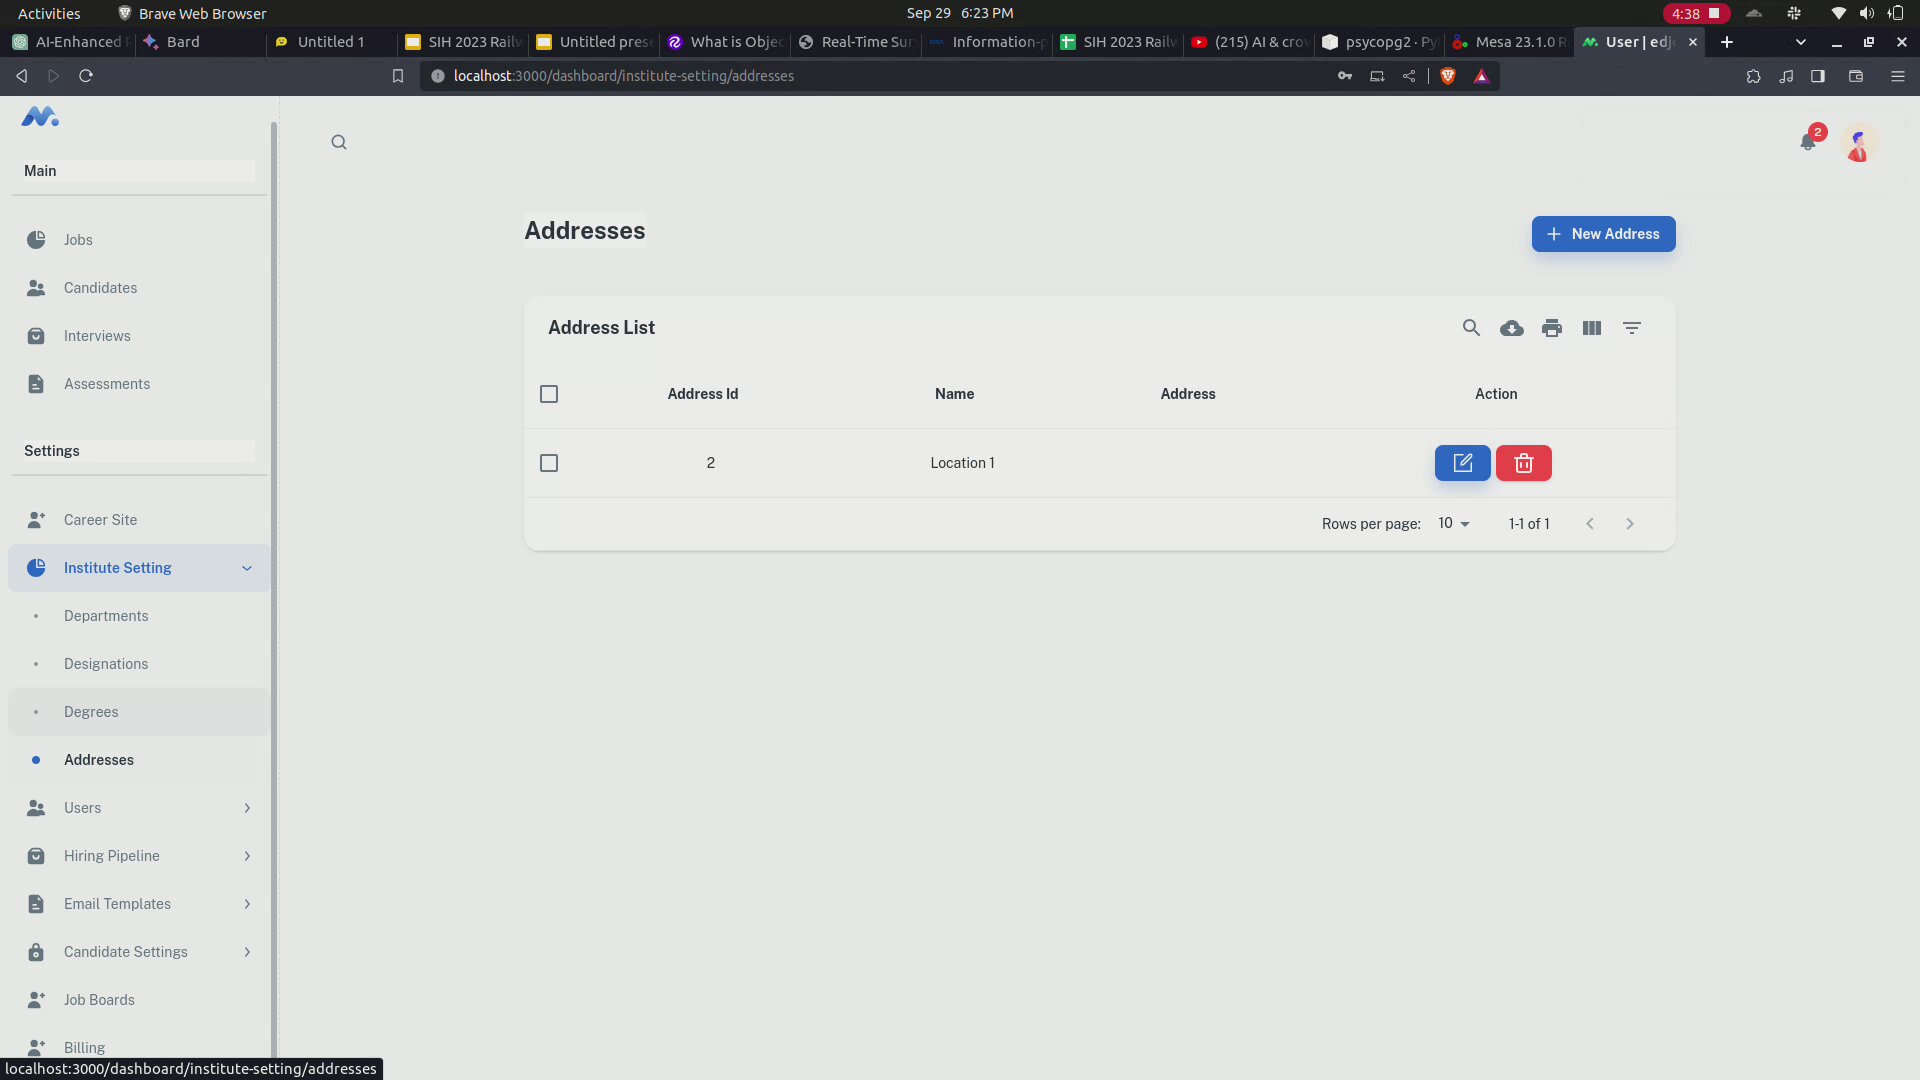 Activities Brave Web Browser Sep 29 6:23 PM 4:38
AI-Enhanced Bard Untitled 1 SIH 2023 Railw Untitled prese What is Objec Real-Time Sur Information-p SIH 2023 Railw (215) AI & crow psycopg2 · Py Mesa 23.1.0 R User | edjo
localhost:3000/dashboard/institute-setting/addresses
2
Main
Jobs
Candidates
Interviews
Assessments
Settings
Career Site
Institute Setting
Departments
Designations
Degrees
Addresses
Users
Hiring Pipeline
Email Templates
Candidate Settings
Job Boards
Billing
Addresses
New Address
Address List
Address Id Name Address Action
2 Location 1
Rows per page: 10 1-1 of 1
localhost:3000/dashboard/institute-setting/addresses